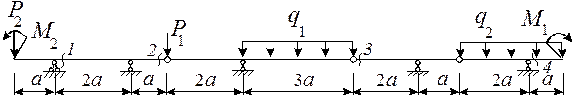 P₂ M₂ 1 2 P₁ q₁ 3 q₂ M₁ 4
a 2a a 2a 3a 2a a 2a a